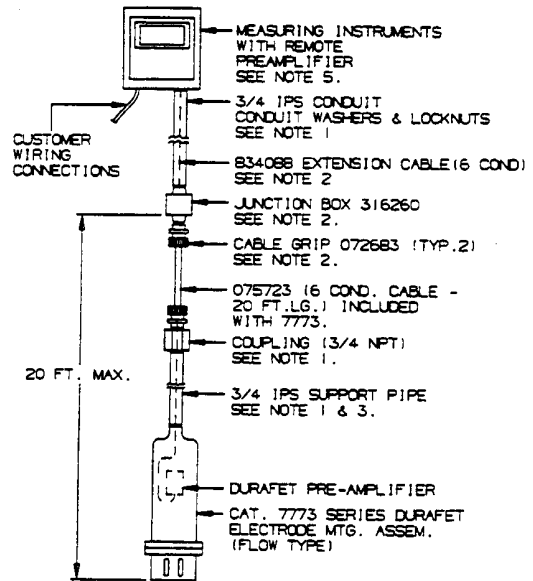 MEASURING INSTRUMENTS
WITH REMOTE
PREAMPLIFIER
SEE NOTE 5.
3/4 IPS CONDUIT
CONDUIT WASHERS & LOCKNUTS
SEE NOTE 1
CUSTOMER
WIRING
CONNECTIONS
834088 EXTENSION CABLE(6 COND)
SEE NOTE 2
JUNCTION BOX 316260
SEE NOTE 2.
CABLE GRIP 072683 (TYP.2)
SEE NOTE 2.
075723 (6 COND. CABLE -
20 FT.LG.) INCLUDED
WITH 7773.
COUPLING (3/4 NPT)
SEE NOTE 1.
20 FT. MAX.
3/4 IPS SUPPORT PIPE
SEE NOTE 1 & 3.
DURAFET PRE-AMPLIFIER
CAT. 7773 SERIES DURAFET
ELECTRODE MTG. ASSEM.
(FLOW TYPE)